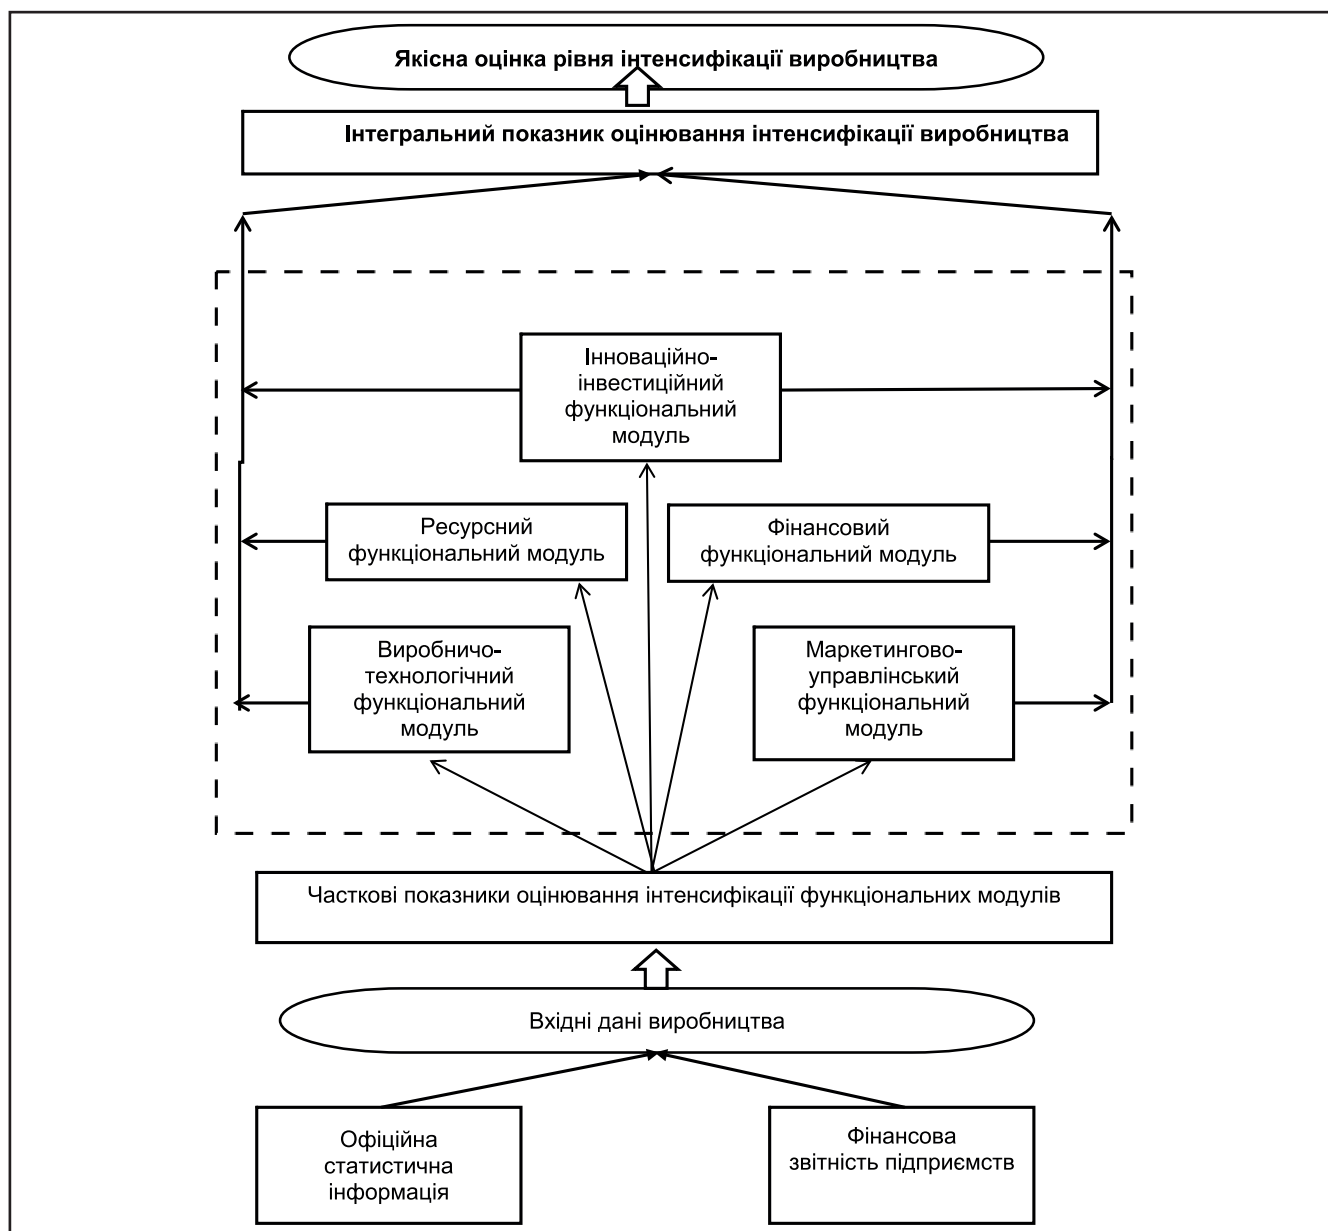 Якісна оцінка рівня інтенсифікації виробництва
Інтегральний показник оцінювання інтенсифікації виробництва
Інноваційно-
інвестиційний
функціональний
модуль
Ресурсний
функціональний модуль
Фінансовий
функціональний модуль
Виробничо-
технологічний
функціональний
модуль
Маркетингово-
управлінський
функціональний
модуль
Часткові показники оцінювання інтенсифікації функціональних модулів
Вхідні дані виробництва
Офіційна
статистична
інформація
Фінансова
звітність підприємств